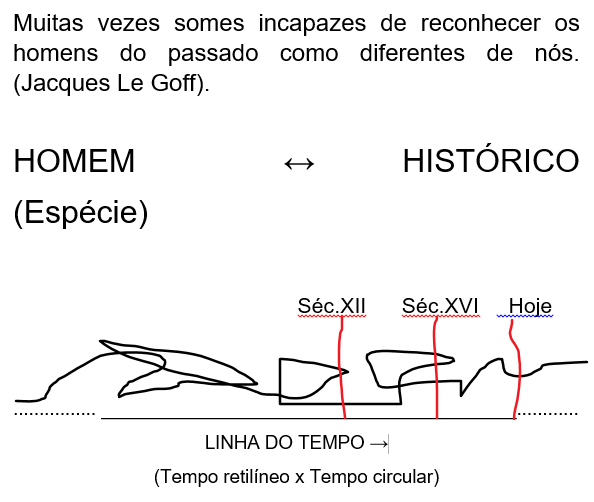 Muitas vezes somes incapazes de reconhecer os
homens do passado como diferentes de nós.
(Jacques Le Goff).
HOMEM ↔ HISTÓRICO
(Espécie)
Séc.XII Séc.XVI Hoje
LINHA DO TEMPO →
(Tempo retilíneo x Tempo circular)